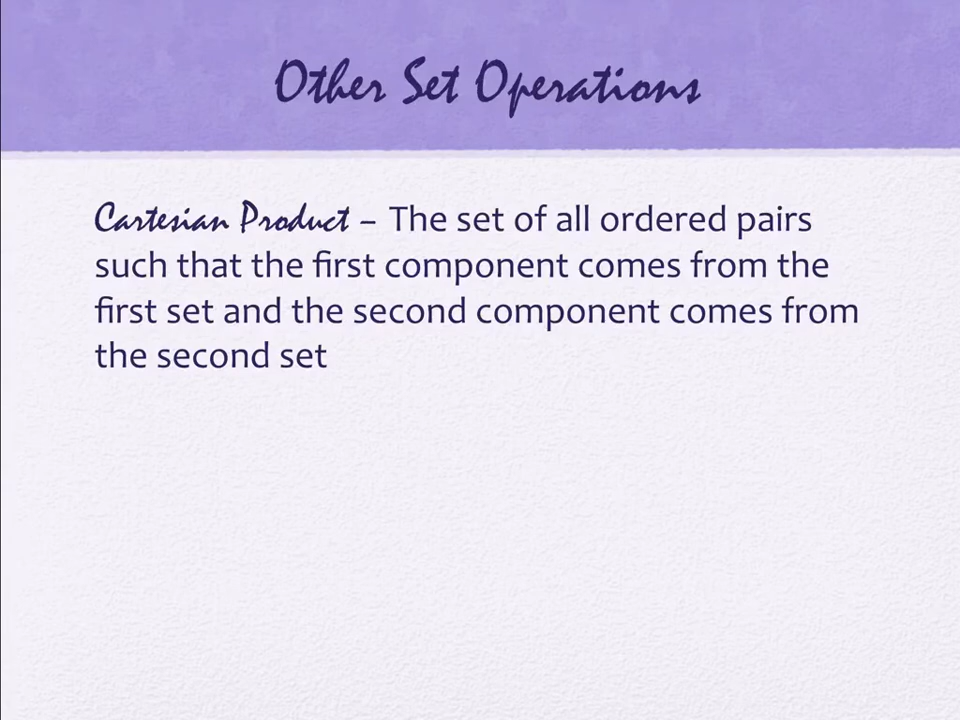 Other Set Operations
Cartesian Product – The set of all ordered pairs
such that the first component comes from the
first set and the second component comes from
the second set